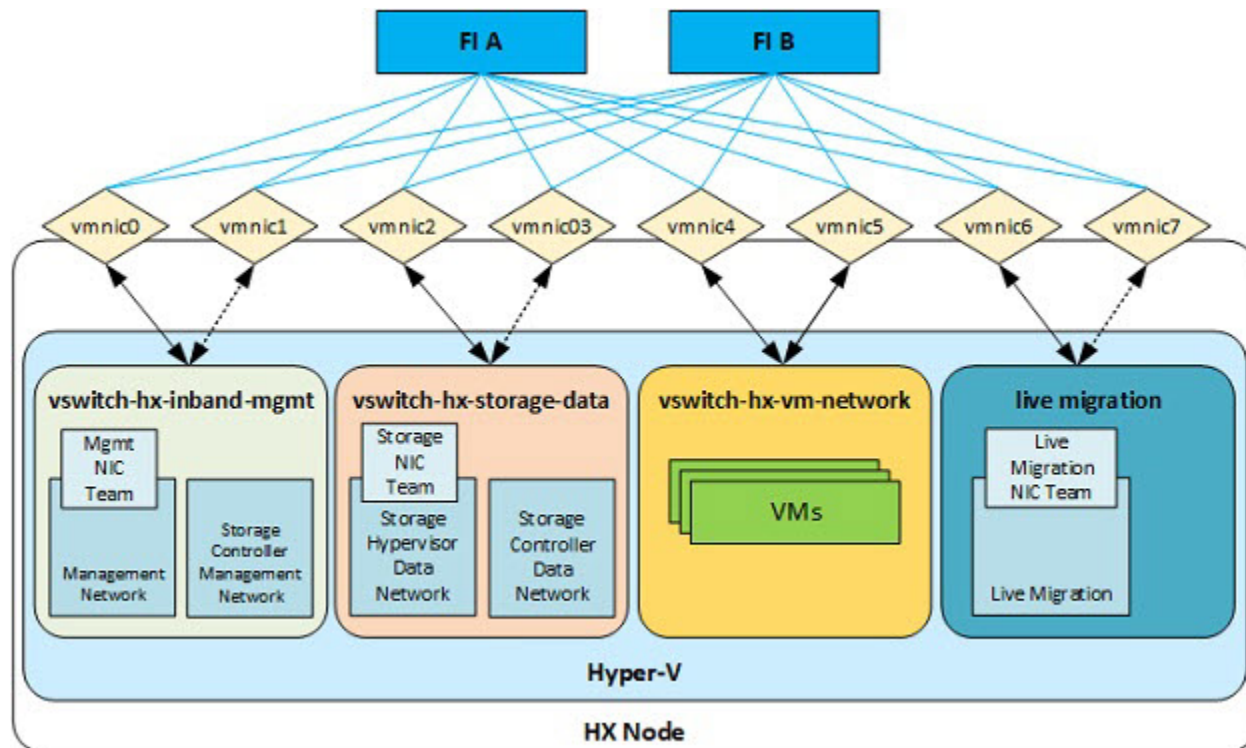 FI A
FI B
vmnic0
vmnic1
vmnic2
vmnic03
vmnic4
vmnic5
vmnic6
vmnic7
vswitch-hx-inband-mgmt
Mgmt
NIC
Team
Management
Network
Storage
Controller
Management
Network
vswitch-hx-storage-data
Storage
NIC
Team
Storage
Hypervisor
Data
Network
Storage
Controller
Data
Network
vswitch-hx-vm-network
VMs
live migration
Live
Migration
NIC Team
Live Migration
Hyper-V
HX Node